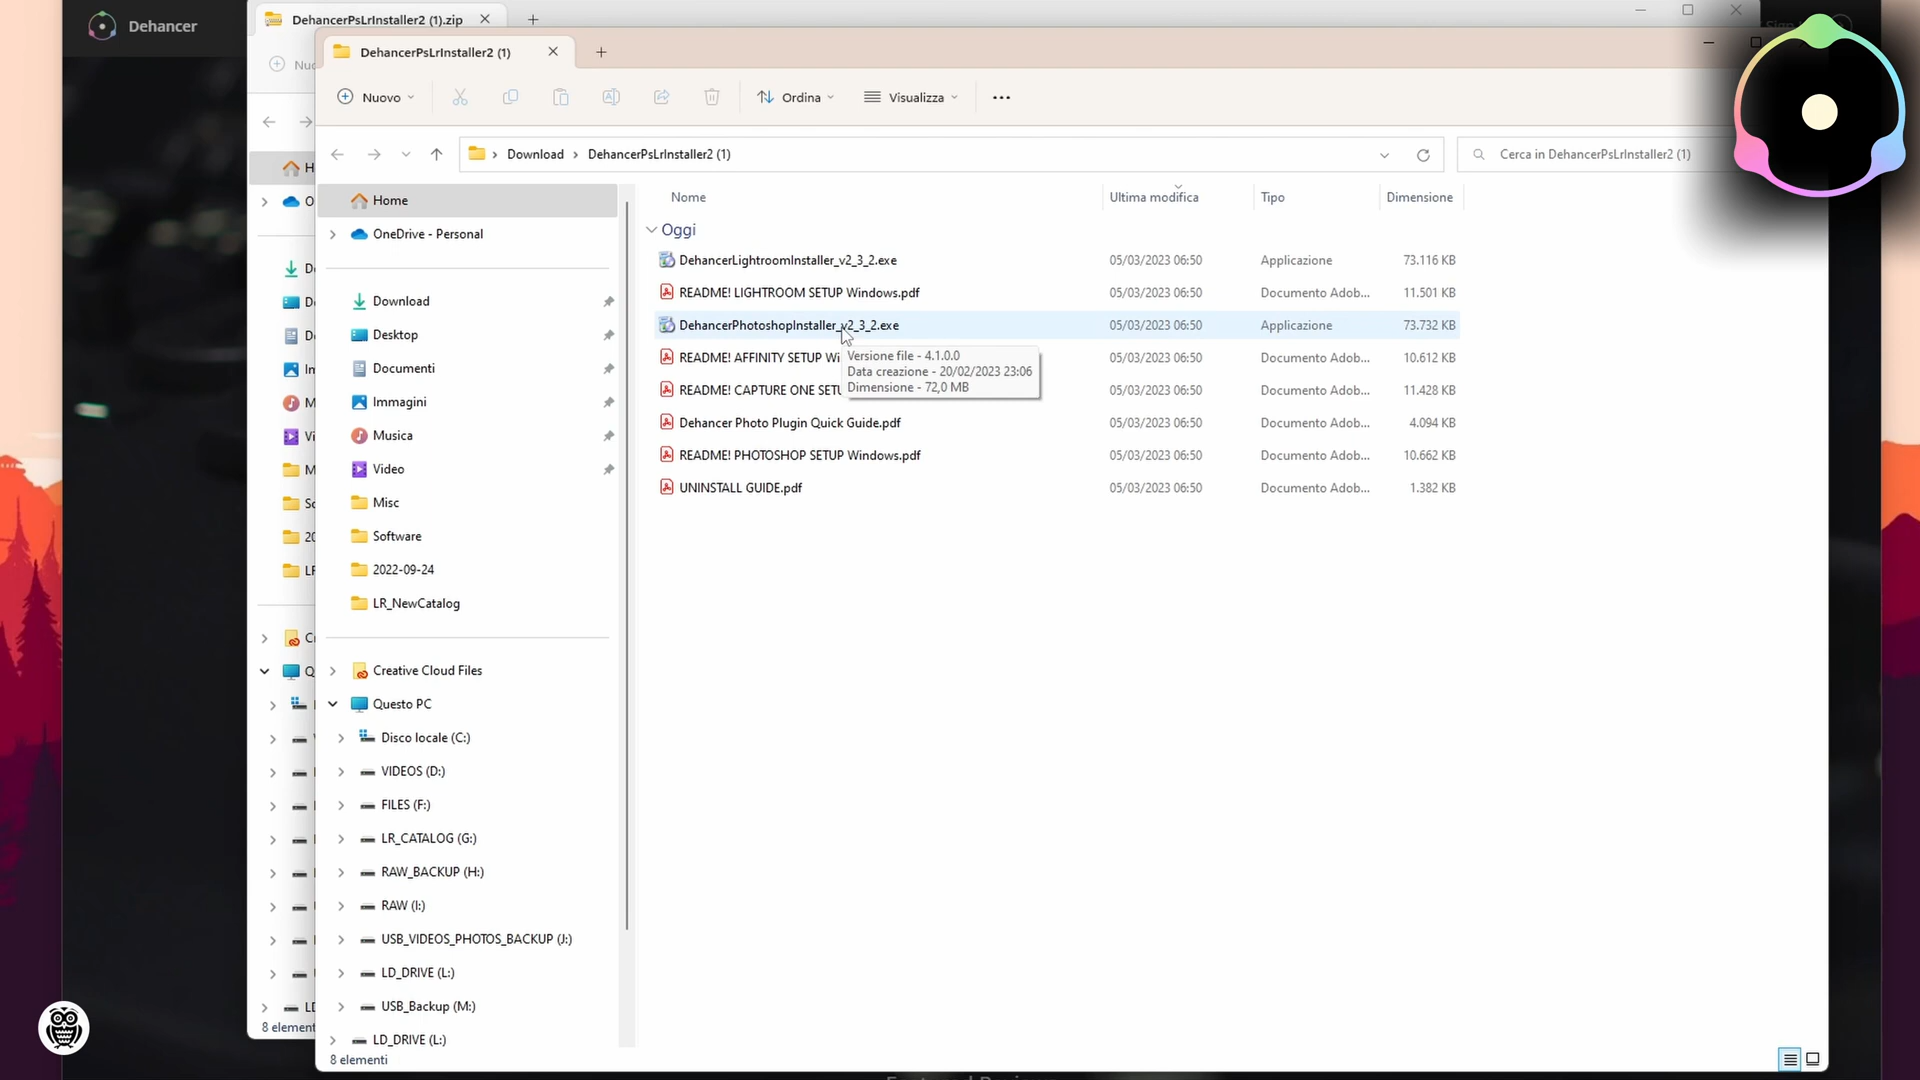 Dehancer
DehancerPsLrInstaller2 (1).zip
Sign
DehancerPsLrInstaller2 (1)
Nuovo
Ordina
Visualizza
Download
DehancerPsLrInstaller2 (1)
Cerca in DehancerPsLrInstaller2 (1)
Home
OneDrive - Personal
Download
Desktop
Documenti
Immagini
Musica
Video
Misc
Software
2022-09-24
LR_NewCatalog
Creative Cloud Files
Questo PC
Disco locale (C:)
VIDEOS (D:)
FILES (F:)
LR_CATALOG (G:)
RAW_BACKUP (H:)
RAW (I:)
USB_VIDEOS_PHOTOS_BACKUP (J:)
LD_DRIVE (L:)
USB_Backup (M:)
LD_DRIVE (L:)
8 elementi
Nome Ultima modifica Tipo Dimensione
Oggi
DehancerLightroomInstaller_v2_3_2.exe 05/03/2023 06:50 Applicazione 73.116 KB
README! LIGHTROOM SETUP Windows.pdf 05/03/2023 06:50 Documento Adob... 11.501 KB
DehancerPhotoshopInstaller_v2_3_2.exe 05/03/2023 06:50 Applicazione 73.732 KB
README! AFFINITY SETUP Wi 05/03/2023 06:50 Documento Adob... 10.612 KB
README! CAPTURE ONE SETU 05/03/2023 06:50 Documento Adob... 11.428 KB
Dehancer Photo Plugin Quick Guide.pdf 05/03/2023 06:50 Documento Adob... 4.094 KB
README! PHOTOSHOP SETUP Windows.pdf 05/03/2023 06:50 Documento Adob... 10.662 KB
UNINSTALL GUIDE.pdf 05/03/2023 06:50 Documento Adob... 1.382 KB
Versione file - 4.1.0.0
Data creazione - 20/02/2023 23:06
Dimensione - 72,0 MB